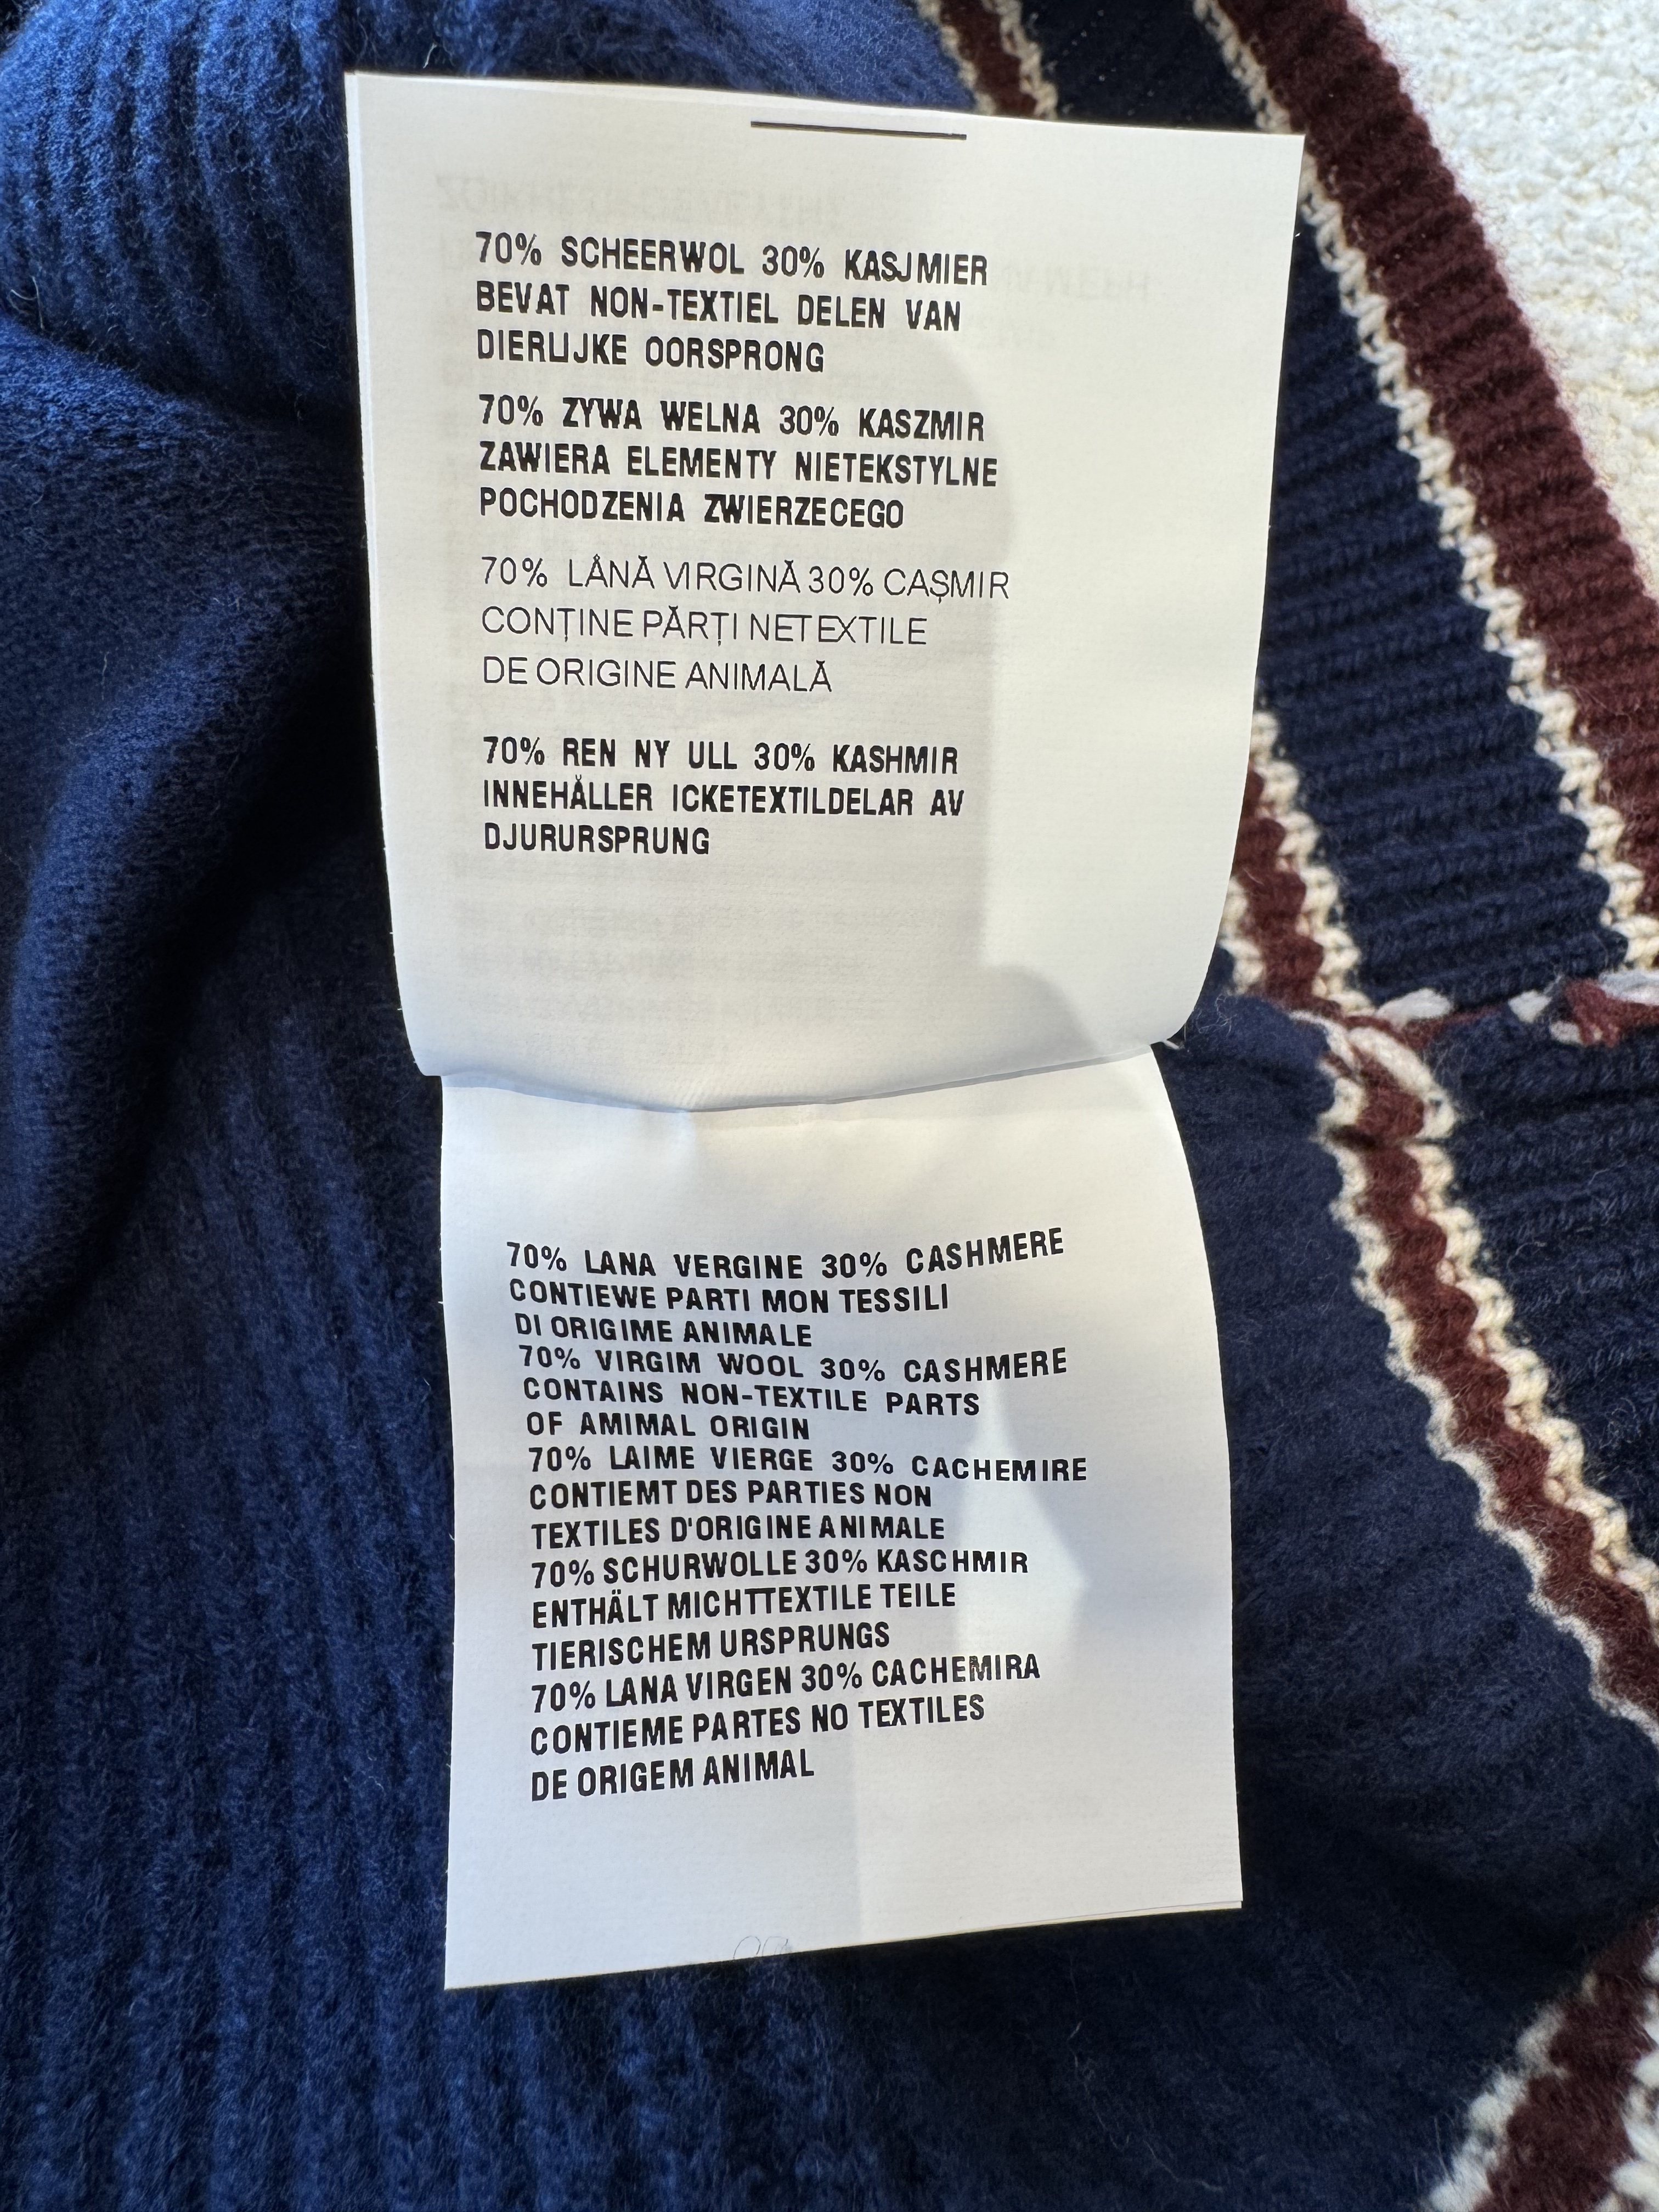 70% SCHEERWOL 30% KASJMIER
BEVAT NON-TEXTIEL DELEN VAN
DIERLIJKE OORSPRONG
70% ZYWA WELNA 30% KASZMIR
ZAWIERA ELEMENTY NIETEKSTYLNE
POCHODZENIA ZWIERZECEGO
70% LÂNĂ VIRGINĂ 30% CAȘMIR
CONȚINE PĂRȚI NETEXTILE
DE ORIGINE ANIMALĂ
70% REN NY ULL 30% KASHMIR
INNEHÅLLER ICKETEXTILDELAR AV
DJURURSPRUNG
70% LANA VERGINE 30% CASHMERE
CONTIEWE PARTI MON TESSILI
DI ORIGIME ANIMALE
70% VIRGIM WOOL 30% CASHMERE
CONTAINS NON-TEXTILE PARTS
OF AMIMAL ORIGIN
70% LAIME VIERGE 30% CACHEMIRE
CONTIEMT DES PARTIES NON
TEXTILES D'ORIGINE ANIMALE
70% SCHURWOLLE 30% KASCHMIR
ENTHÄLT MICHTTEXTILE TEILE
TIERISCHEM URSPRUNGS
70% LANA VIRGEN 30% CACHEMIRA
CONTIEME PARTES NO TEXTILES
DE ORIGEM ANIMAL